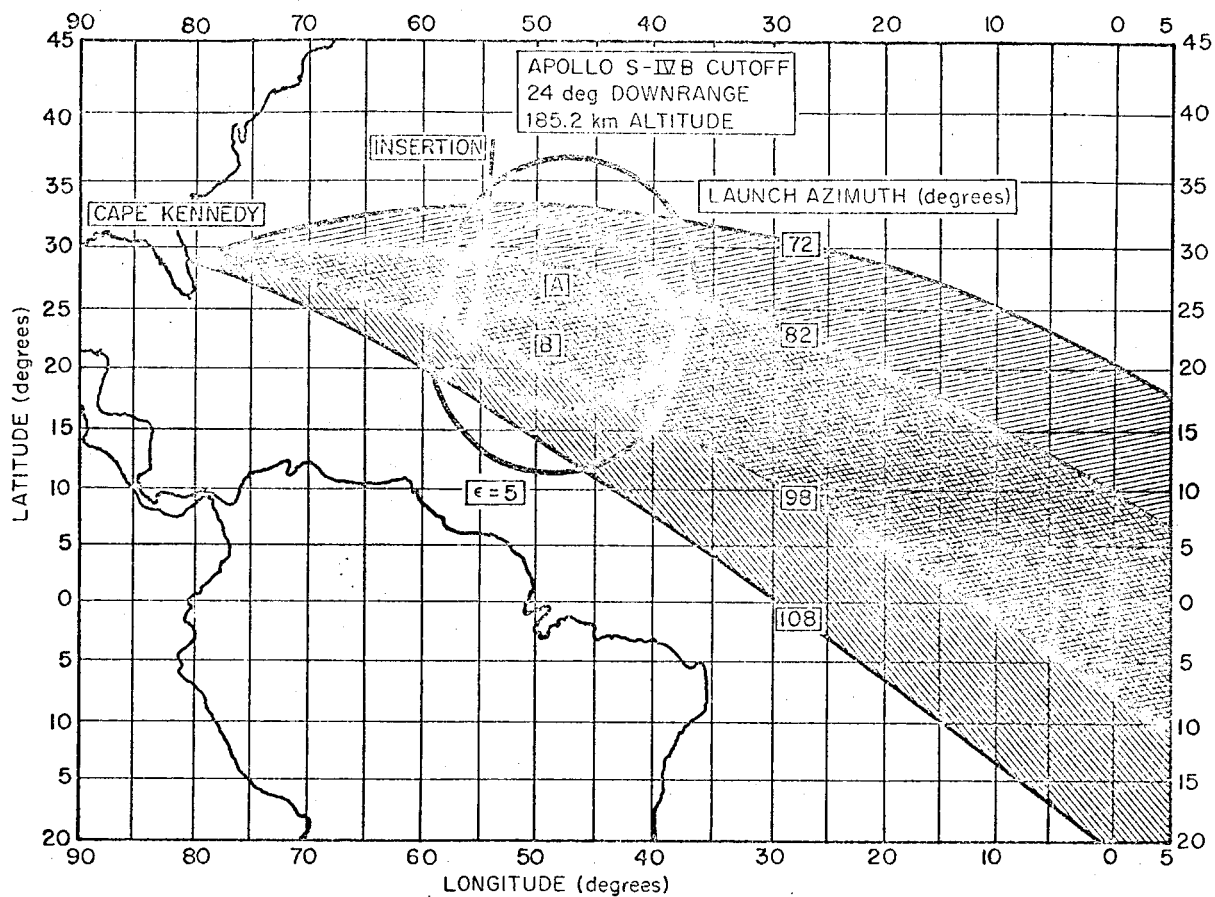 90 80 70 60 50 40 30 20 10 0 5
45 45
APOLLO S-IVB CUTOFF
24 deg DOWNRANGE
185.2 km ALTITUDE
40 40
INSERTION
35 35
LAUNCH AZIMUTH (degrees)
CAPE KENNEDY
30 72 30
A
25 25
82
B
20 20
15 15
ϵ=5
10 98 10
5 5
0 0
108
5 5
10 10
15 15
20 20
90 80 70 60 50 40 30 20 10 0 5
LATITUDE (degrees)
LONGITUDE (degrees)